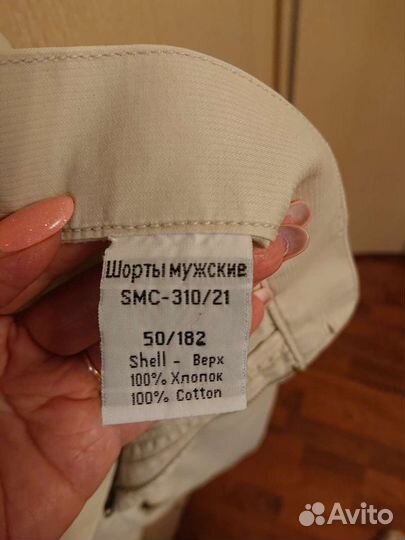 Шорты мужские
SMC-310/21
50/182
Shell - Верх
100% Хлопок
100% Cotton
Avito